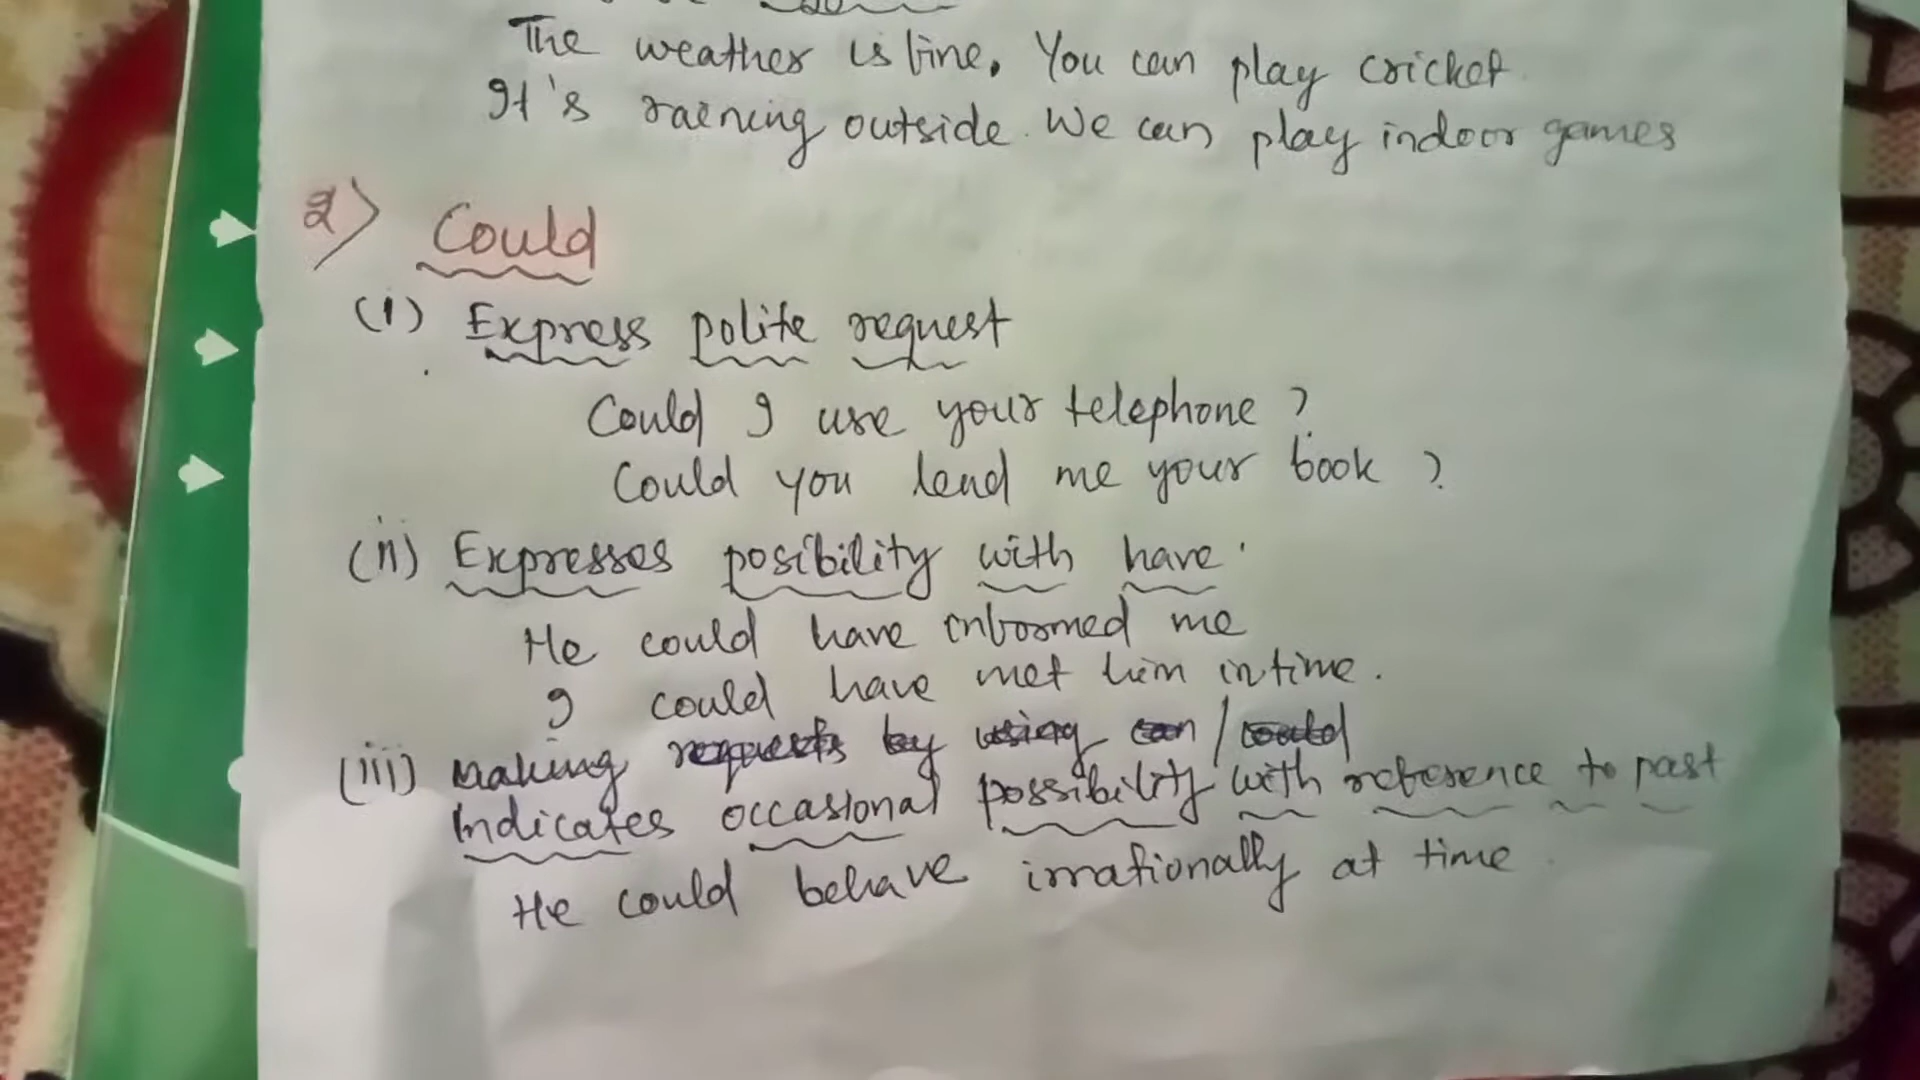 The weather is fine. You can play cricket
It's raining outside. We can play indoor games
2) Could
(i) Express polite request
Could I use your telephone ?
Could you lend me your book ?
(ii) Expresses posibility with have.
He could have informed me
I could have met him in time.
(iii) Making requests by using can / could
Indicates occasional possibility with reference to past
He could behave irrationally at time